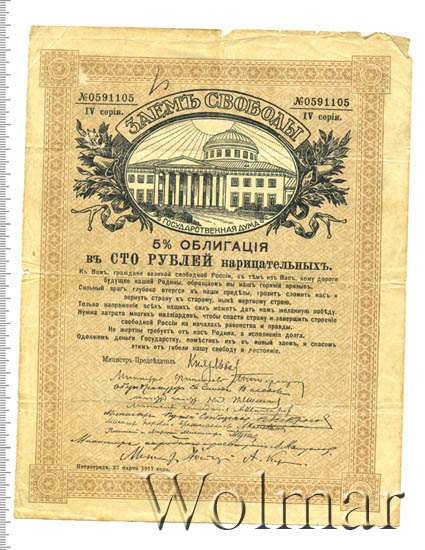 №0591105 №0591105
IV серія. IV серія.
ЗАЕМЪ СВОБОДЫ
ГОСУДАРСТВЕННАЯ ДУМА
5% ОБЛИГАЦІЯ
въ СТО РУБЛЕЙ нарицательныхъ.
Къ Вамъ, граждане великой свободной Россіи, къ тѣмъ изъ Васъ, кому дорого
будущее нашей Родины, обращаемъ мы нашъ горячій призывъ.
Сильный врагъ глубоко вторгся въ наши предѣлы, грозитъ сломить насъ и
вернуть страну къ старому, нынѣ мертвому строю.
Только напряженіе всѣхъ нашихъ силъ можетъ дать намъ желанную побѣду.
Нужна затрата многихъ милліардовъ, чтобы спасти страну и завершить строеніе
свободной Россіи на началахъ равенства и правды.
Не жертвы требуетъ отъ насъ Родина, а исполненія долга.
Одолжимъ деньги Государству, помѣстивъ ихъ въ новый заемъ, и спасемъ
этимъ отъ гибели нашу свободу и достояніе.
Министръ-Предсѣдатель
Петроградъ, 27 марта 1917 года.
Wolmar